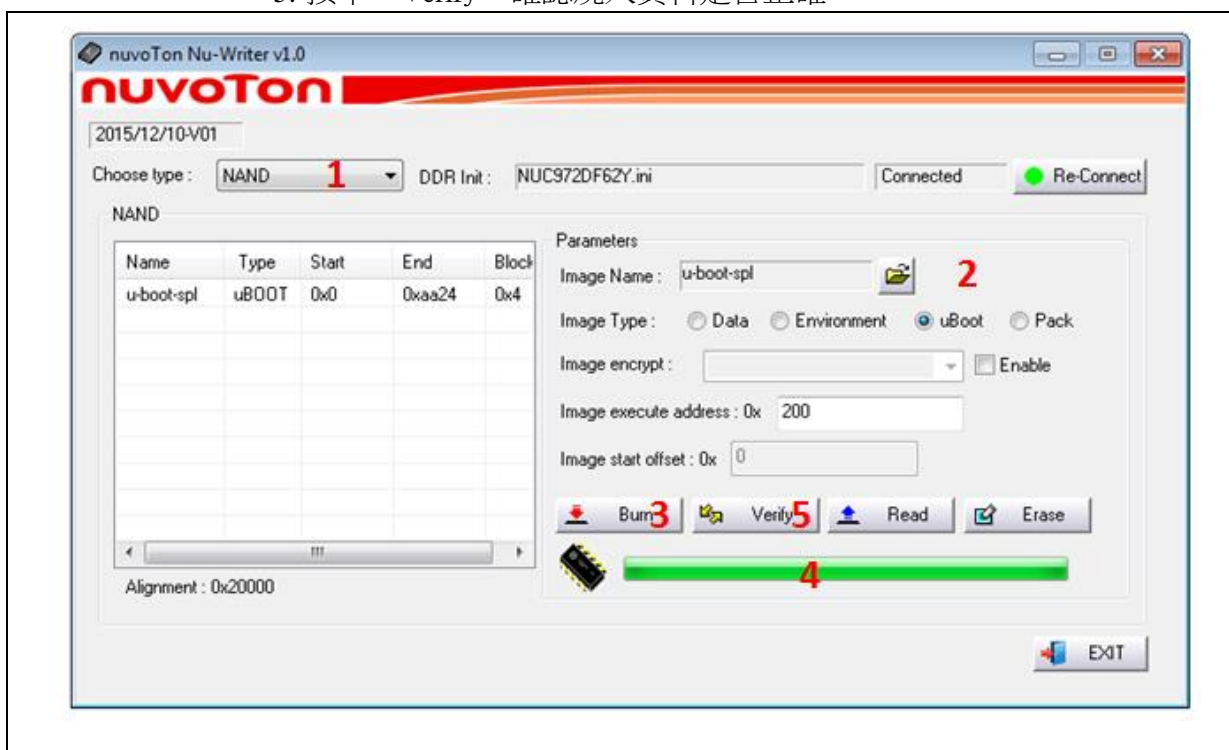 nuvoTon Nu-Writer v1.0
nuvoTon
2015/12/10-V01
Choose type : NAND 1 DDR Init : NUC972DF62Y.ini Connected Re-Connect
NAND
Name Type Start End Block
u-boot-spl uBOOT 0x0 0xaa24 0x4
Alignment : 0x20000
Parameters
Image Name : u-boot-spl 2
Image Type : Data Environment uBoot Pack
Image encrypt : Enable
Image execute address : 0x 200
Image start offset : 0x 0
Burn 3 Verify 5 Read Erase
4
EXIT